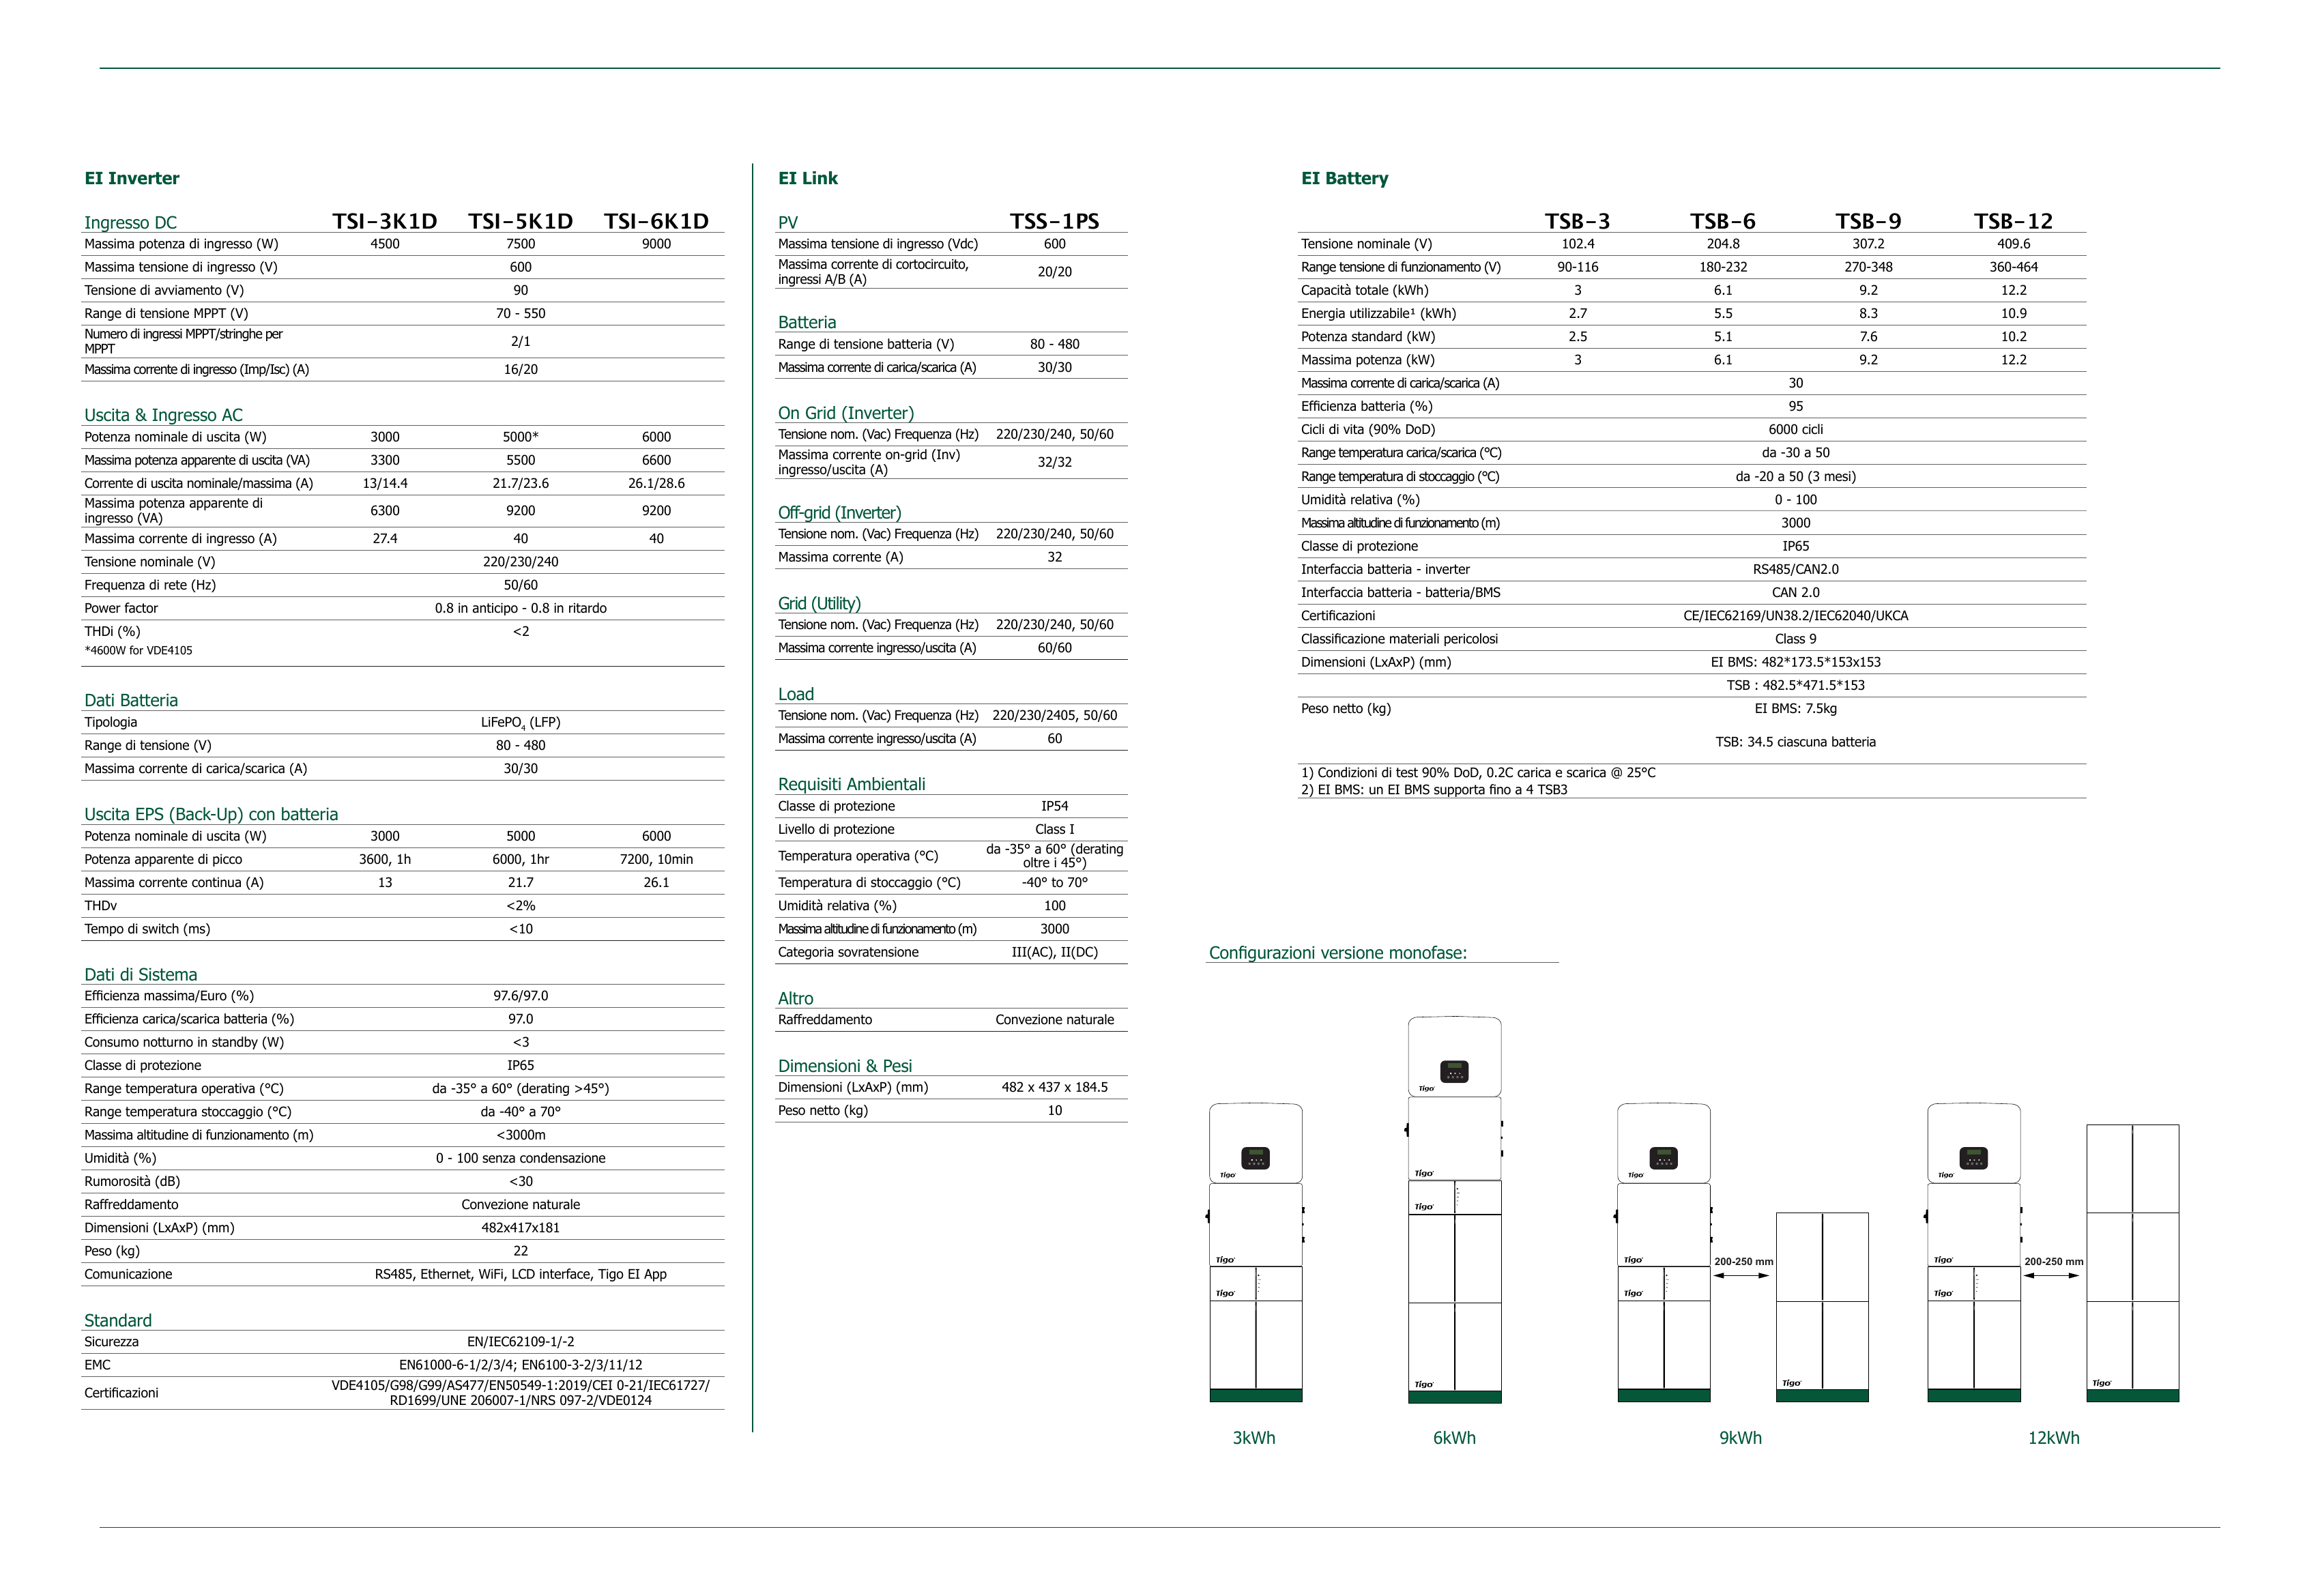 EI Inverter
Ingresso DC TSI-3K1D TSI-5K1D TSI-6K1D
Massima potenza di ingresso (W) 4500 7500 9000
Massima tensione di ingresso (V) 600
Tensione di avviamento (V) 90
Range di tensione MPPT (V) 70 - 550
Numero di ingressi MPPT/stringhe per
MPPT 2/1
Massima corrente di ingresso (Imp/Isc) (A) 16/20
Uscita & Ingresso AC
Potenza nominale di uscita (W) 3000 5000* 6000
Massima potenza apparente di uscita (VA) 3300 5500 6600
Corrente di uscita nominale/massima (A) 13/14.4 21.7/23.6 26.1/28.6
Massima potenza apparente di
ingresso (VA) 6300 9200 9200
Massima corrente di ingresso (A) 27.4 40 40
Tensione nominale (V) 220/230/240
Frequenza di rete (Hz) 50/60
Power factor 0.8 in anticipo - 0.8 in ritardo
THDi (%) <2
*4600W for VDE4105
Dati Batteria
Tipologia LiFePO4 (LFP)
Range di tensione (V) 80 - 480
Massima corrente di carica/scarica (A) 30/30
Uscita EPS (Back-Up) con batteria
Potenza nominale di uscita (W) 3000 5000 6000
Potenza apparente di picco 3600, 1h 6000, 1hr 7200, 10min
Massima corrente continua (A) 13 21.7 26.1
THDv <2%
Tempo di switch (ms) <10
Dati di Sistema
Efficienza massima/Euro (%) 97.6/97.0
Efficienza carica/scarica batteria (%) 97.0
Consumo notturno in standby (W) <3
Classe di protezione IP65
Range temperatura operativa (°C) da -35° a 60° (derating >45°)
Range temperatura stoccaggio (°C) da -40° a 70°
Massima altitudine di funzionamento (m) <3000m
Umidità (%) 0 - 100 senza condensazione
Rumorosità (dB) <30
Raffreddamento Convezione naturale
Dimensioni (LxAxP) (mm) 482x417x181
Peso (kg) 22
Comunicazione RS485, Ethernet, WiFi, LCD interface, Tigo EI App
Standard
Sicurezza EN/IEC62109-1/-2
EMC EN61000-6-1/2/3/4; EN6100-3-2/3/11/12
Certificazioni VDE4105/G98/G99/AS477/EN50549-1:2019/CEI 0-21/IEC61727/
RD1699/UNE 206007-1/NRS 097-2/VDE0124
EI Link
PV TSS-1PS
Massima tensione di ingresso (Vdc) 600
Massima corrente di cortocircuito,
ingressi A/B (A) 20/20
Batteria
Range di tensione batteria (V) 80 - 480
Massima corrente di carica/scarica (A) 30/30
On Grid (Inverter)
Tensione nom. (Vac) Frequenza (Hz) 220/230/240, 50/60
Massima corrente on-grid (Inv)
ingresso/uscita (A) 32/32
Off-grid (Inverter)
Tensione nom. (Vac) Frequenza (Hz) 220/230/240, 50/60
Massima corrente (A) 32
Grid (Utility)
Tensione nom. (Vac) Frequenza (Hz) 220/230/240, 50/60
Massima corrente ingresso/uscita (A) 60/60
Load
Tensione nom. (Vac) Frequenza (Hz) 220/230/2405, 50/60
Massima corrente ingresso/uscita (A) 60
Requisiti Ambientali
Classe di protezione IP54
Livello di protezione Class I
Temperatura operativa (°C) da -35° a 60° (derating
oltre i 45°)
Temperatura di stoccaggio (°C) -40° to 70°
Umidità relativa (%) 100
Massima altitudine di funzionamento (m) 3000
Categoria sovratensione III(AC), II(DC)
Altro
Raffreddamento Convezione naturale
Dimensioni & Pesi
Dimensioni (LxAxP) (mm) 482 x 437 x 184.5
Peso netto (kg) 10
EI Battery
TSB-3 TSB-6 TSB-9 TSB-12
Tensione nominale (V) 102.4 204.8 307.2 409.6
Range tensione di funzionamento (V) 90-116 180-232 270-348 360-464
Capacità totale (kWh) 3 6.1 9.2 12.2
Energia utilizzabile¹ (kWh) 2.7 5.5 8.3 10.9
Potenza standard (kW) 2.5 5.1 7.6 10.2
Massima potenza (kW) 3 6.1 9.2 12.2
Massima corrente di carica/scarica (A) 30
Efficienza batteria (%) 95
Cicli di vita (90% DoD) 6000 cicli
Range temperatura carica/scarica (°C) da -30 a 50
Range temperatura di stoccaggio (°C) da -20 a 50 (3 mesi)
Umidità relativa (%) 0 - 100
Massima altitudine di funzionamento (m) 3000
Classe di protezione IP65
Interfaccia batteria - inverter RS485/CAN2.0
Interfaccia batteria - batteria/BMS CAN 2.0
Certificazioni CE/IEC62169/UN38.2/IEC62040/UKCA
Classificazione materiali pericolosi Class 9
Dimensioni (LxAxP) (mm) EI BMS: 482*173.5*153x153
TSB : 482.5*471.5*153
Peso netto (kg) EI BMS: 7.5kg
TSB: 34.5 ciascuna batteria
1) Condizioni di test 90% DoD, 0.2C carica e scarica @ 25°C
2) EI BMS: un EI BMS supporta fino a 4 TSB3
Configurazioni versione monofase:
Tigo
Tigo
Tigo
3kWh
Tigo
Tigo
Tigo
Tigo
6kWh
Tigo
Tigo
Tigo
200-250 mm
Tigo
9kWh
Tigo
Tigo
Tigo
200-250 mm
Tigo
12kWh